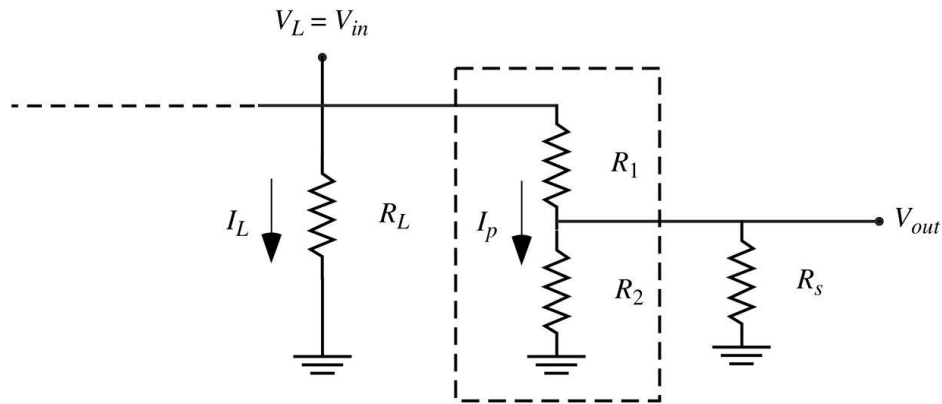 V_L = V_in
R_1
I_L
R_L
I_p
V_out
R_2
R_s